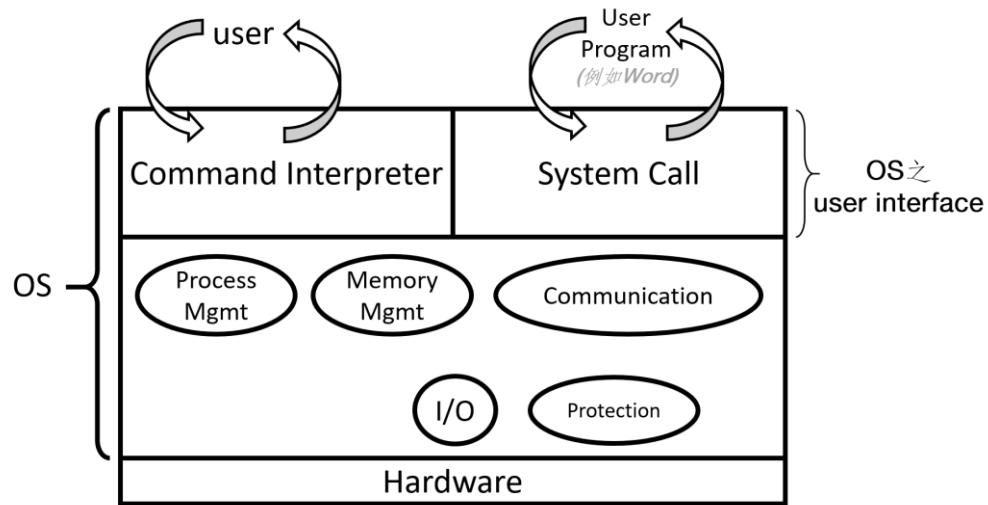 user
User
Program
(例如Word)
Command Interpreter
System Call
OS之
user interface
OS
Process
Mgmt
Memory
Mgmt
Communication
I/O
Protection
Hardware